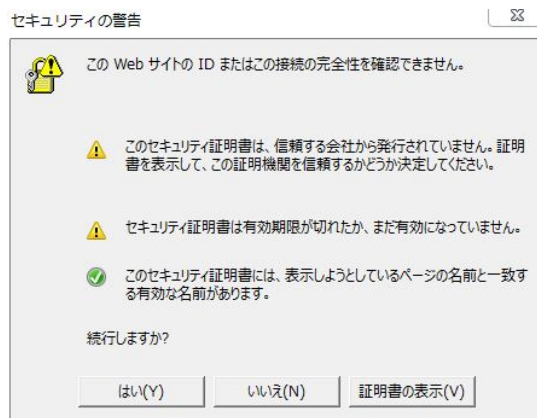 セキュリティの警告
この Web サイトの ID またはこの接続の完全性を確認できません。
このセキュリティ証明書は、信頼する会社から発行されていません。証明
書を表示して、この証明機関を信頼するかどうか決定してください。
セキュリティ証明書は有効期限が切れたか、まだ有効になっていません。
このセキュリティ証明書には、表示しようとしているページの名前と一致す
る有効な名前があります。
続行しますか?
はい(Y)
いいえ(N)
証明書の表示(V)